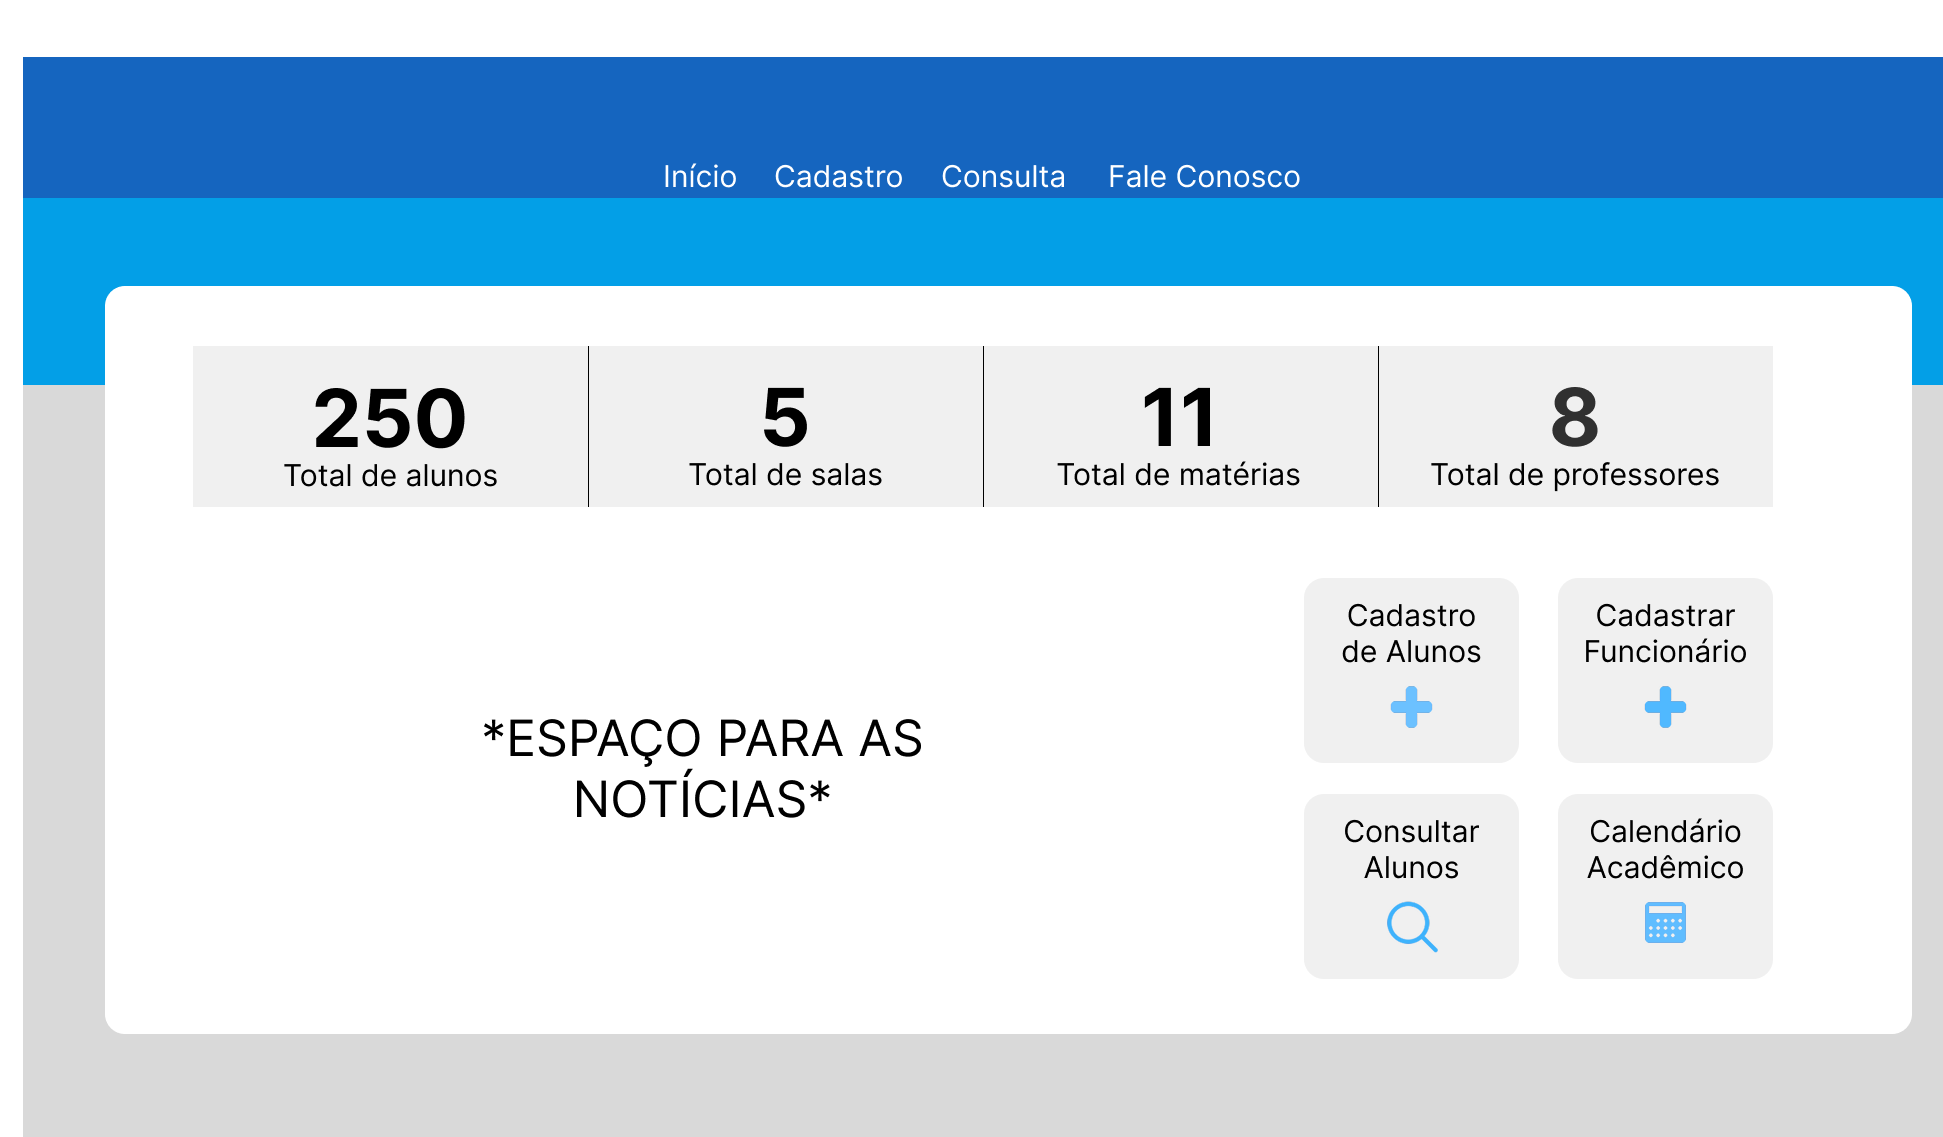 Início Cadastro Consulta Fale Conosco
250 5 11 8
Total de alunos Total de salas Total de matérias Total de professores
Cadastro
de Alunos
Cadastrar
Funcionário
*ESPAÇO PARA AS
NOTÍCIAS*
Consultar
Alunos
Calendário
Acadêmico